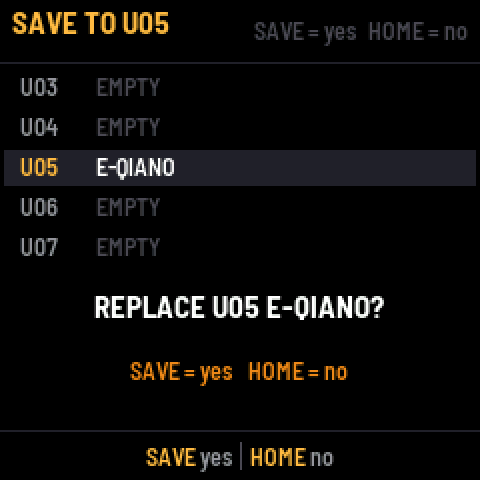 SAVE TO U05 SAVE = yes HOME = no
U03 EMPTY
U04 EMPTY
U05 E-QIANO
U06 EMPTY
U07 EMPTY
REPLACE U05 E-QIANO?
SAVE = yes HOME = no
SAVE yes | HOME no